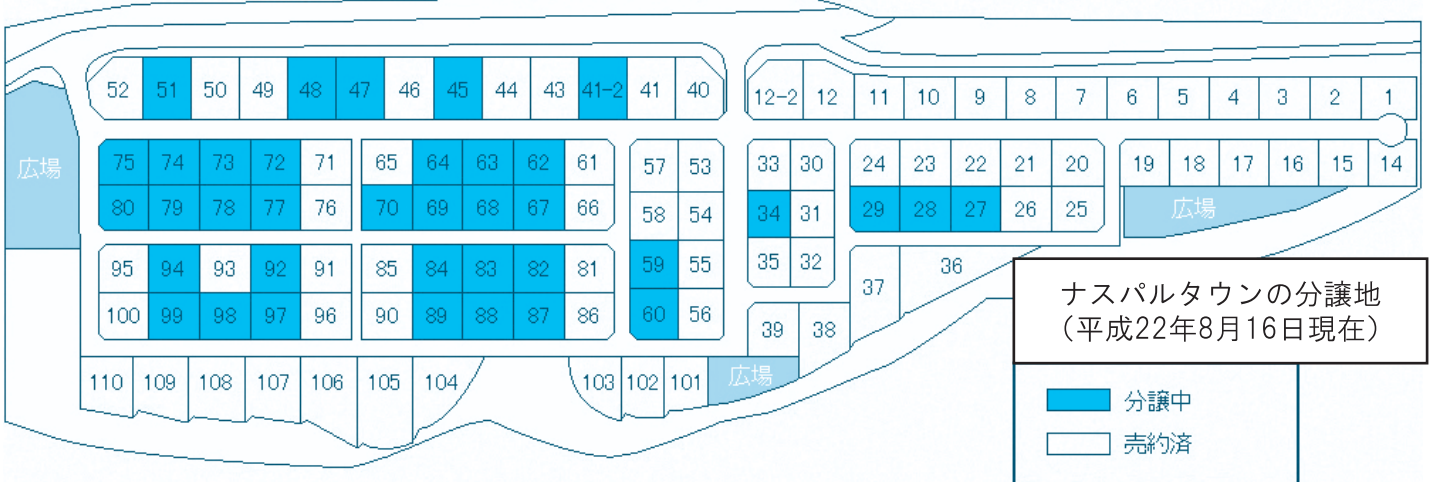 52 51 50 49 48 47 46 45 44 43 41-2 41 40 12-2 12 11 10 9 8 7 6 5 4 3 2 1
広場 75 74 73 72 71 65 64 63 62 61 57 53 33 30 24 23 22 21 20 19 18 17 16 15 14
80 79 78 77 76 70 69 68 67 66 58 54 34 31 29 28 27 26 25 広場
95 94 93 92 91 85 84 83 82 81 59 55 35 32 37 36
100 99 98 97 96 90 89 88 87 86 60 56 39 38
110 109 108 107 106 105 104 103 102 101 広場
ナスパルタウンの分譲地
(平成22年8月16日現在)
分譲中
売約済